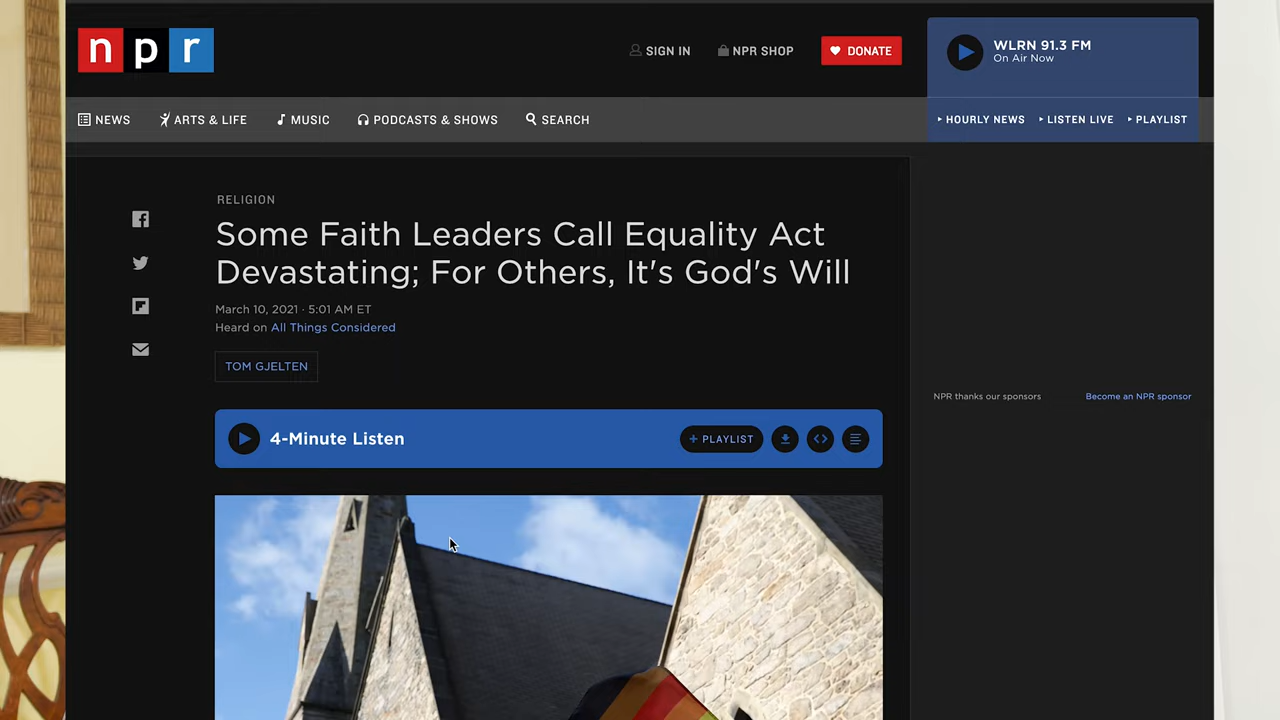 npr
SIGN IN
NPR SHOP
DONATE
WLRN 91.3 FM
On Air Now
NEWS
ARTS & LIFE
MUSIC
PODCASTS & SHOWS
SEARCH
HOURLY NEWS
LISTEN LIVE
PLAYLIST
RELIGION
Some Faith Leaders Call Equality Act
Devastating; For Others, It's God's Will
March 10, 2021 · 5:01 AM ET
Heard on All Things Considered
TOM GJELTEN
4-Minute Listen
+ PLAYLIST
NPR thanks our sponsors
Become an NPR sponsor